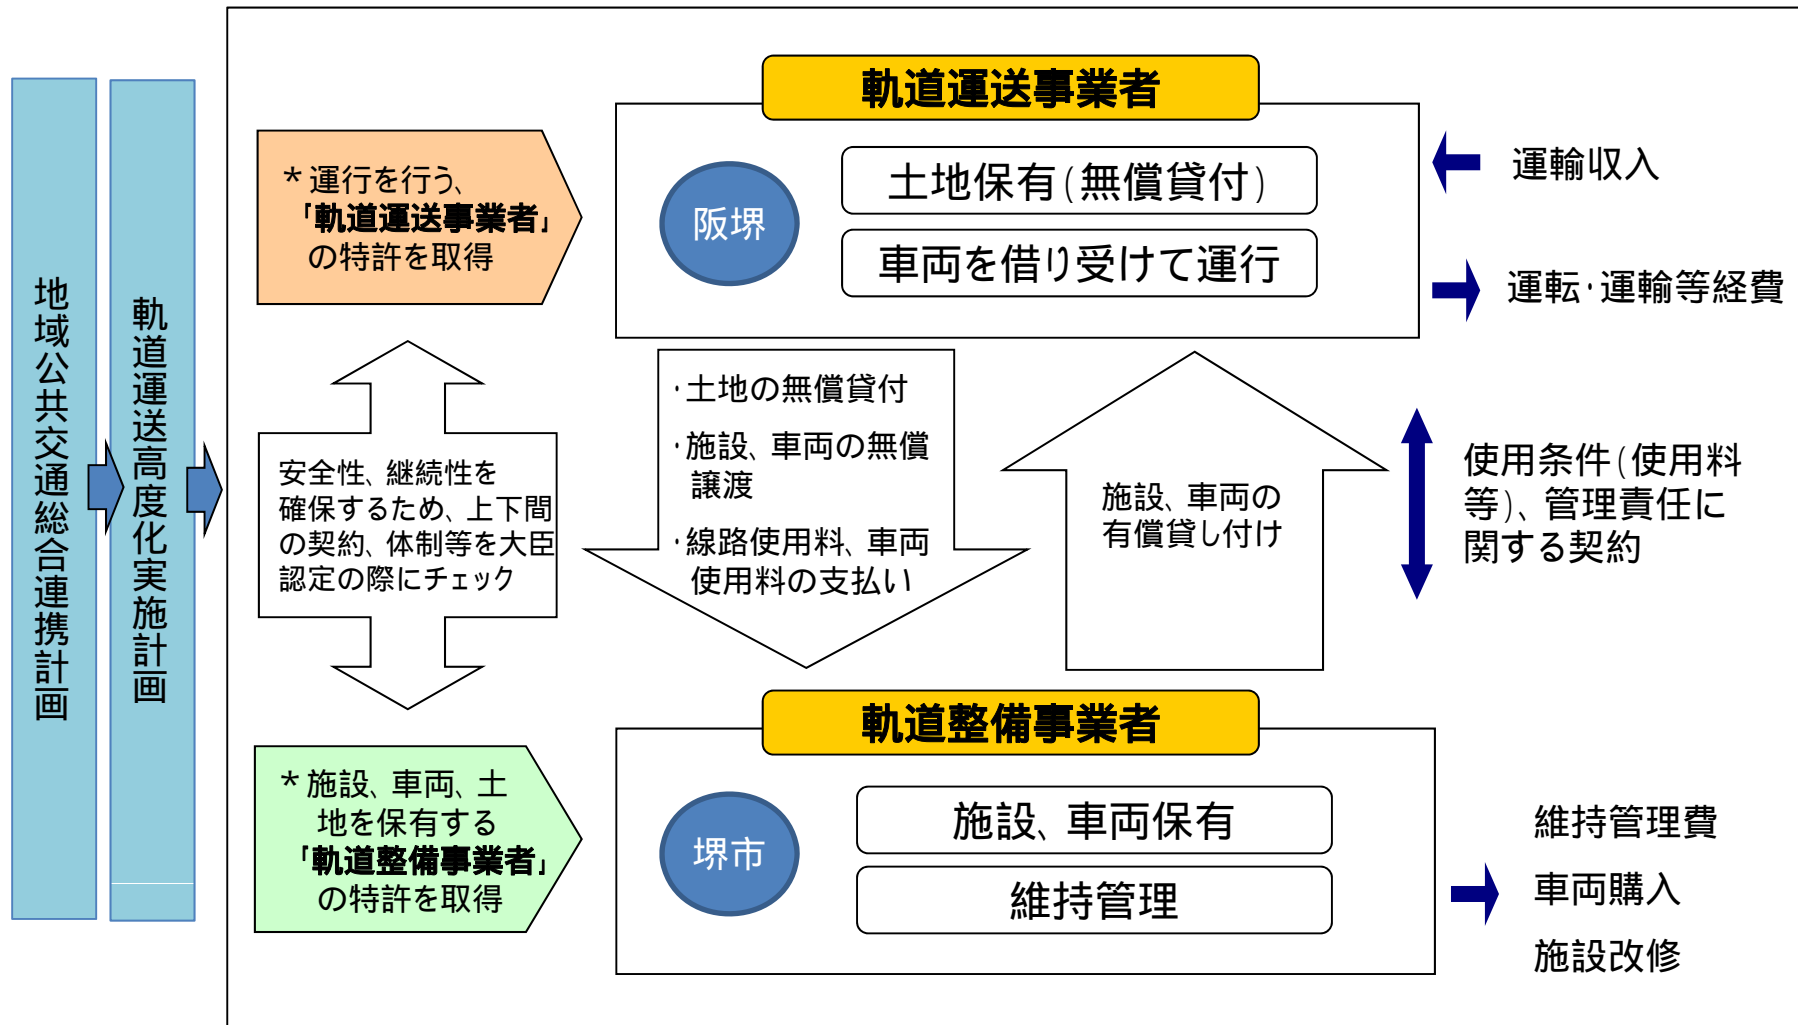 地域公共交通総合連携計画
軌道運送高度化実施計画
軌道運送事業者
＊運行を行う、
「軌道運送事業者」
の特許を取得
阪堺
土地保有(無償貸付)
車両を借り受けて運行
運輸収入
運転・運輸等経費
安全性、継続性を
確保するため、上下間
の契約、体制等を大臣
認定の際にチェック
・土地の無償貸付
・施設、車両の無償
譲渡
・線路使用料、車両
使用料の支払い
施設、車両の
有償貸し付け
使用条件(使用料
等)、管理責任に
関する契約
軌道整備事業者
＊施設、車両、土
地を保有する
「軌道整備事業者」
の特許を取得
堺市
施設、車両保有
維持管理
維持管理費
車両購入
施設改修